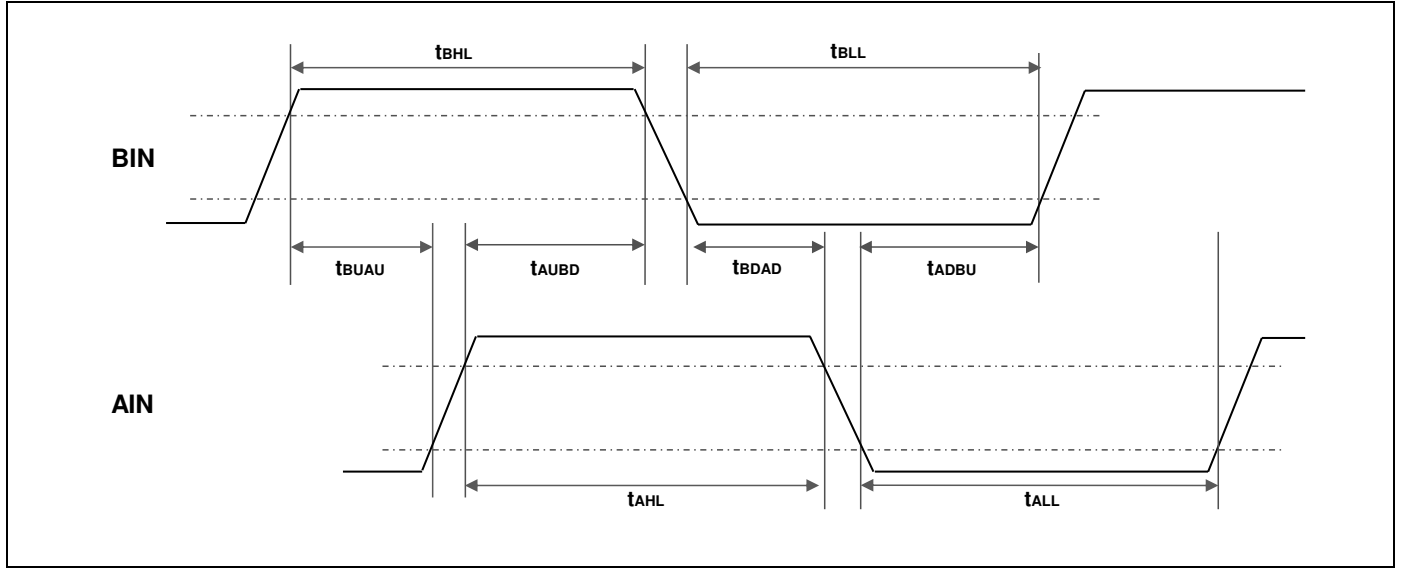 tBHL
tBLL
BIN
tBUAU
tAUBD
tBDAD
tADBU
AIN
tAHL
tALL